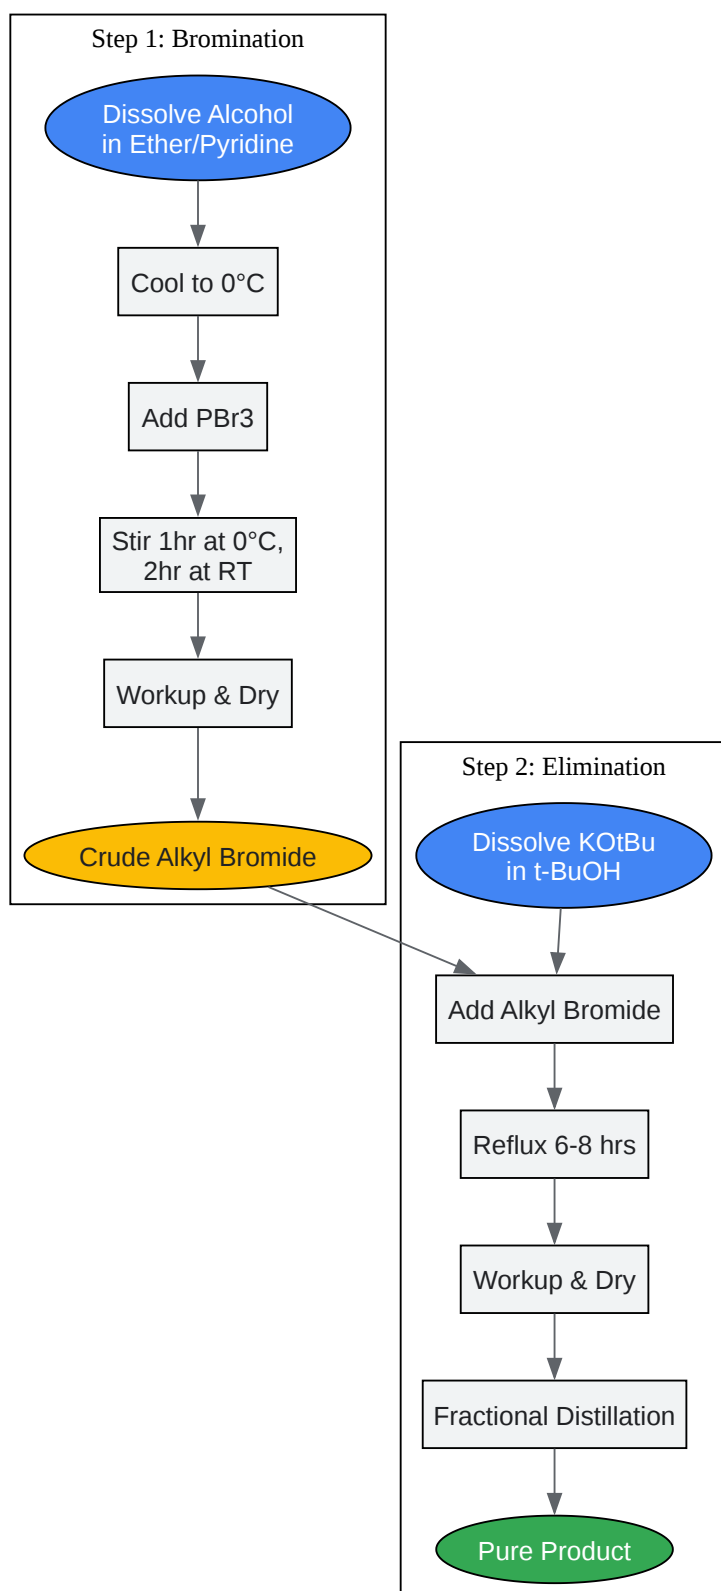 Step 1: Bromination
Dissolve Alcohol
in Ether/Pyridine
Cool to 0°C
Add PBr3
Stir 1hr at 0°C,
2hr at RT
Workup & Dry
Crude Alkyl Bromide
Step 2: Elimination
Dissolve KOtBu
in t-BuOH
Add Alkyl Bromide
Reflux 6-8 hrs
Workup & Dry
Fractional Distillation
Pure Product